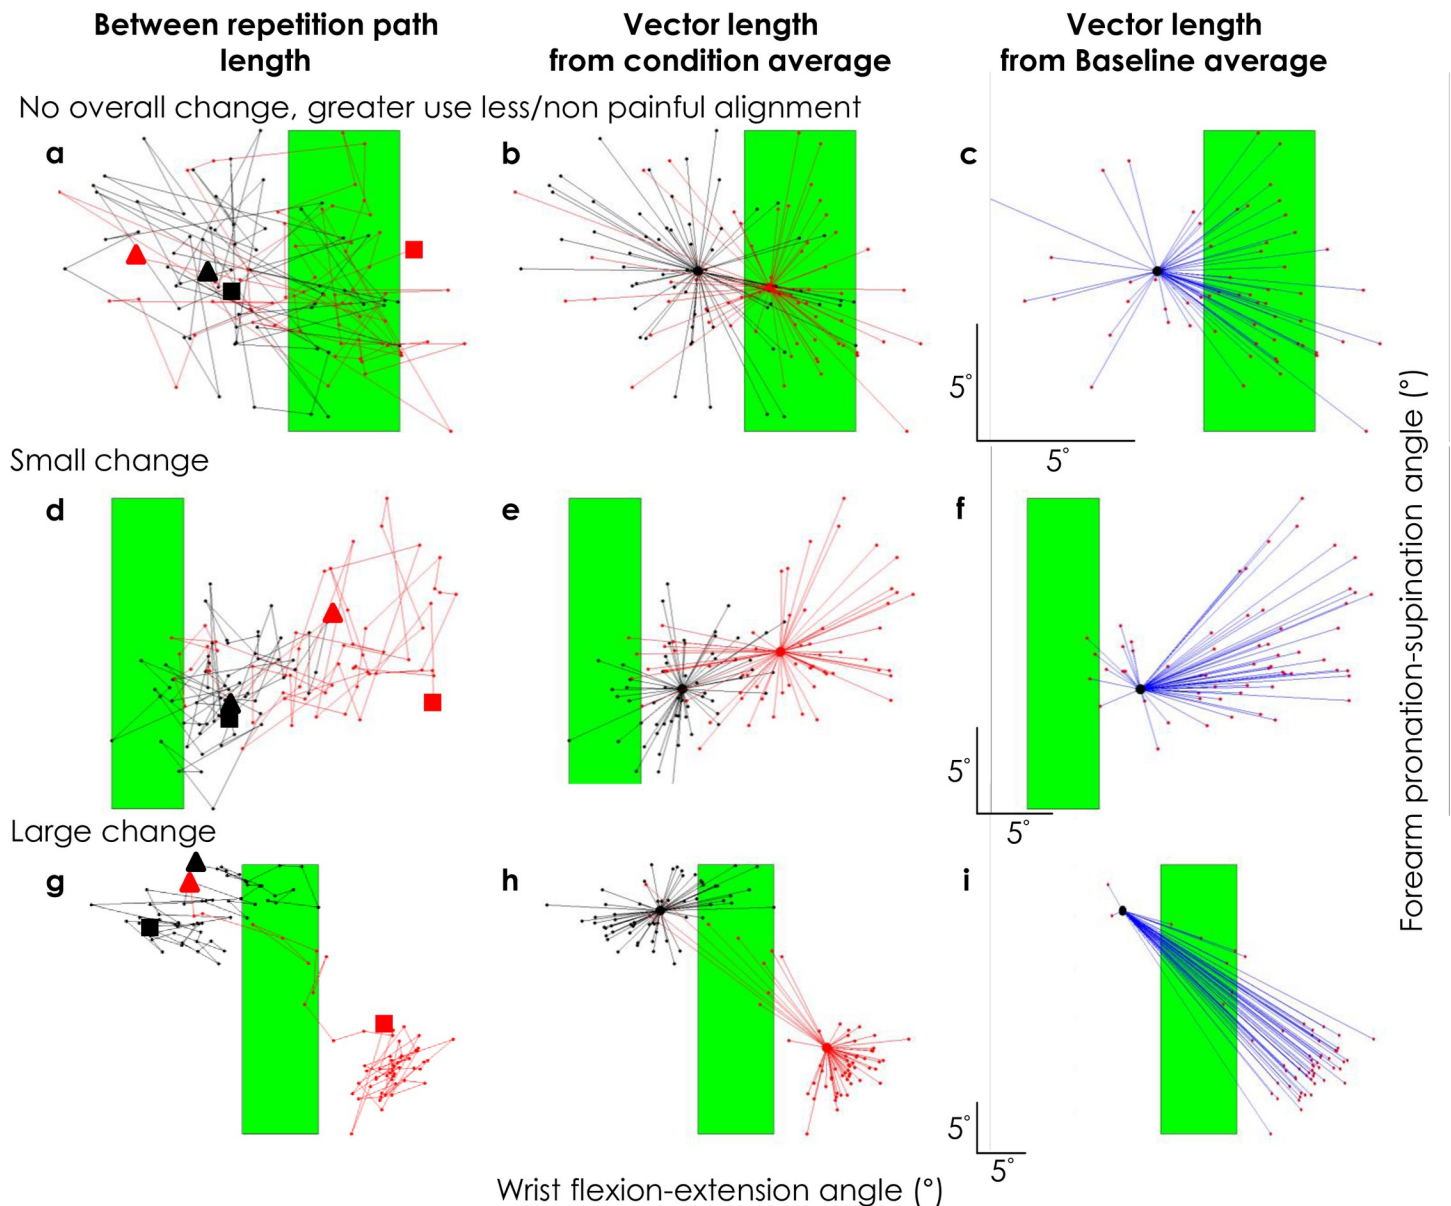 Between repetition path
length
Vector length
from condition average
Vector length
from Baseline average
No overall change, greater use less/non painful alignment
a
b
c
5°
5°
Small change
d
e
f
5°
5°
Large change
g
h
i
5°
5°
Forearm pronation-supination angle (°)
Wrist flexion-extension angle (°)